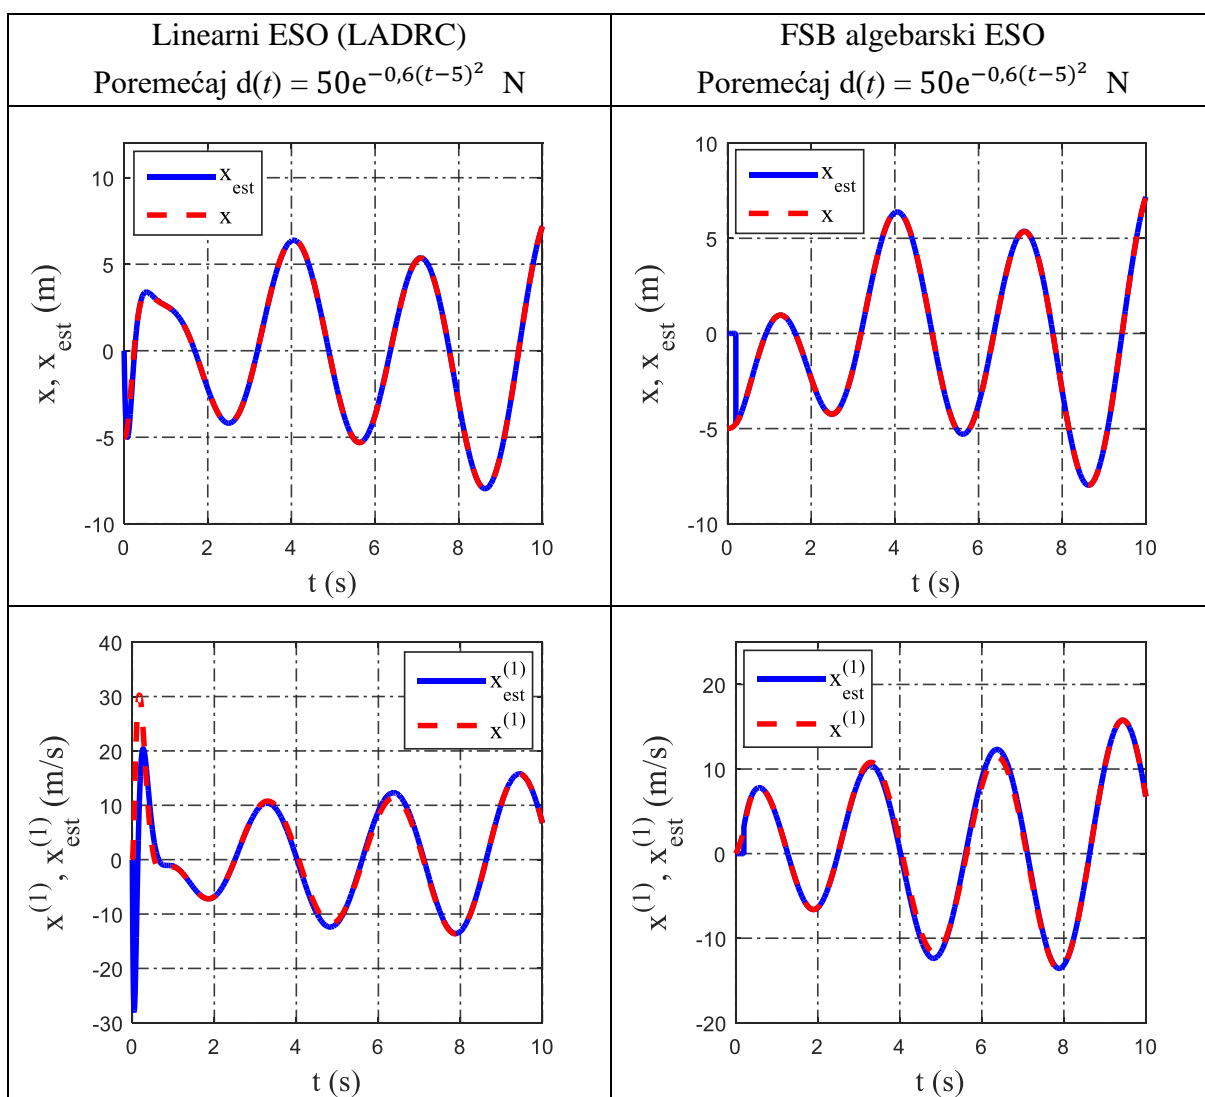 Linearni ESO (LADRC)
Poremećaj d(t) = 50e^{−0,6(t−5)^2} N
FSB algebarski ESO
Poremećaj d(t) = 50e^{−0,6(t−5)^2} N
x, x_est (m)
10
5
0
-5
-10
x_est
x
0 2 4 6 8 10
t (s)
x, x_est (m)
10
5
0
-5
-10
x_est
x
0 2 4 6 8 10
t (s)
x^(1), x_est^(1) (m/s)
40
30
20
10
0
-10
-20
-30
x_est^(1)
x^(1)
0 2 4 6 8 10
t (s)
x^(1), x_est^(1) (m/s)
20
10
0
-10
-20
x_est^(1)
x^(1)
0 2 4 6 8 10
t (s)